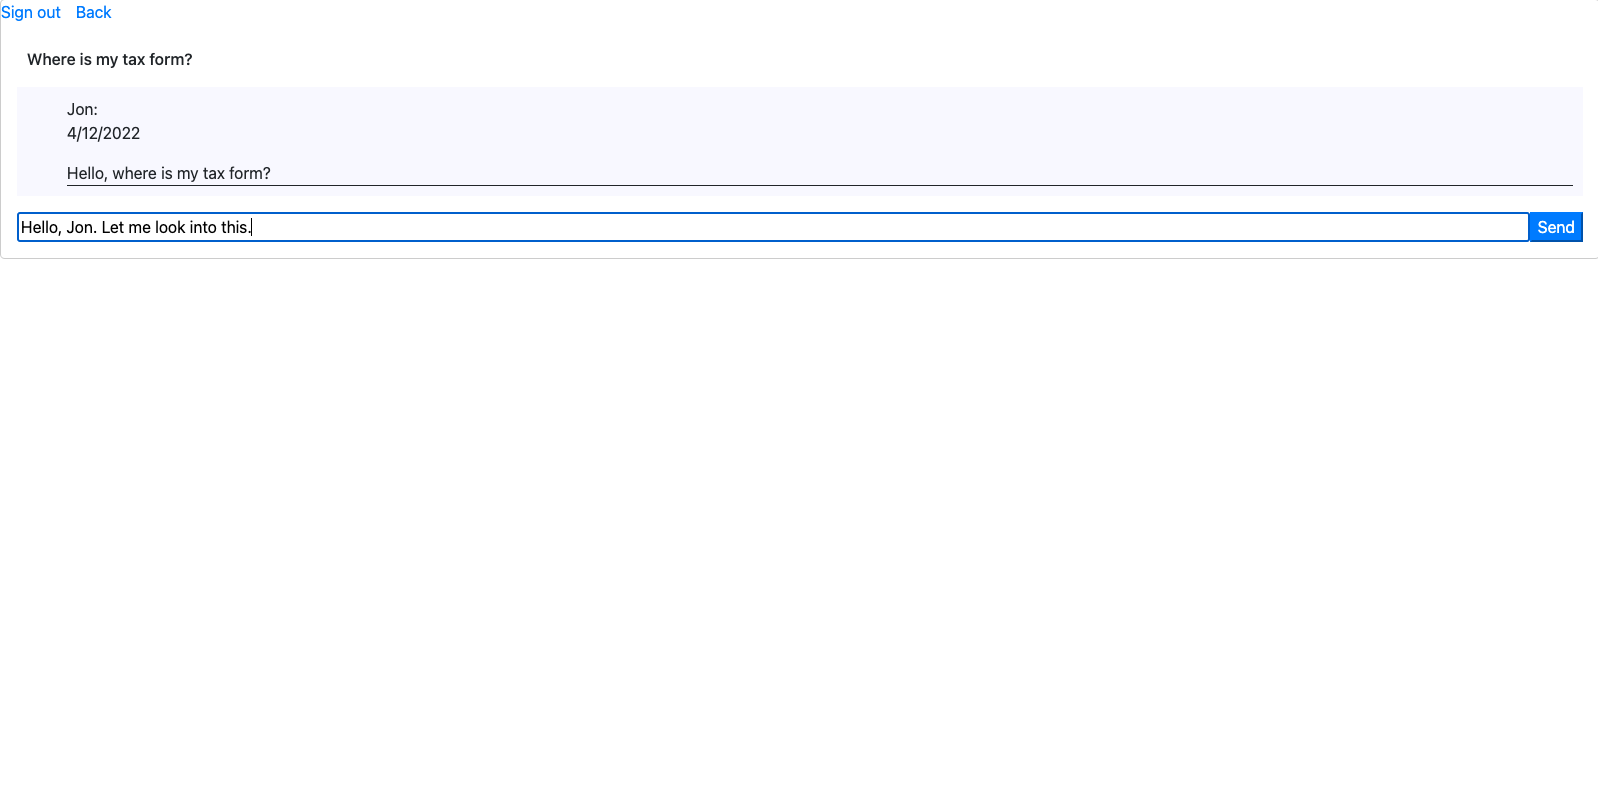 Sign out Back
Where is my tax form?
Jon:
4/12/2022
Hello, where is my tax form?
Hello, Jon. Let me look into this. Send